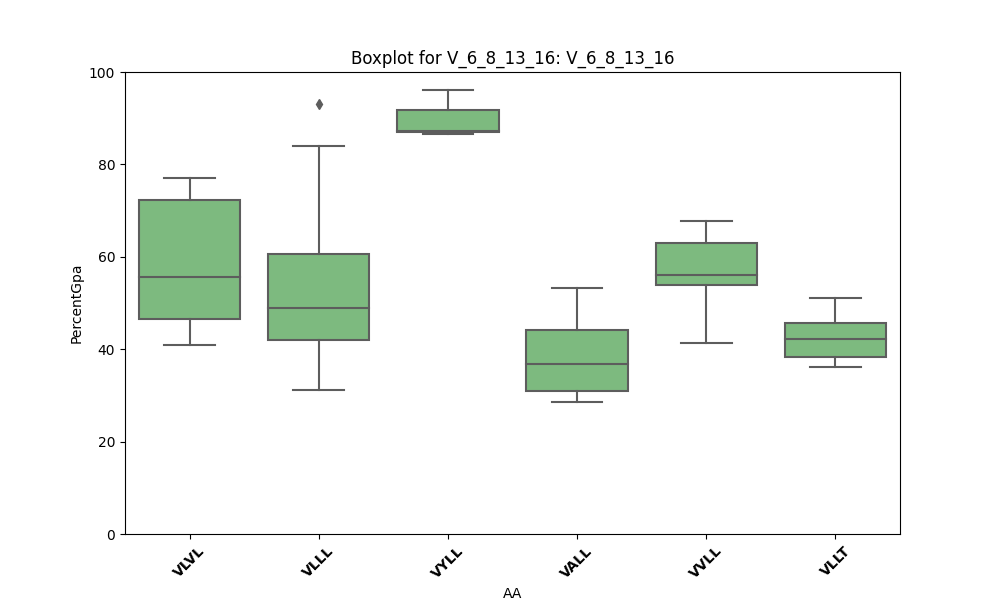 Boxplot for V_6_8_13_16: V_6_8_13_16
PercentGpa
100
80
60
40
20
0
VLVL
VLLL
VYLL
VALL
VVLL
VLLT
AA